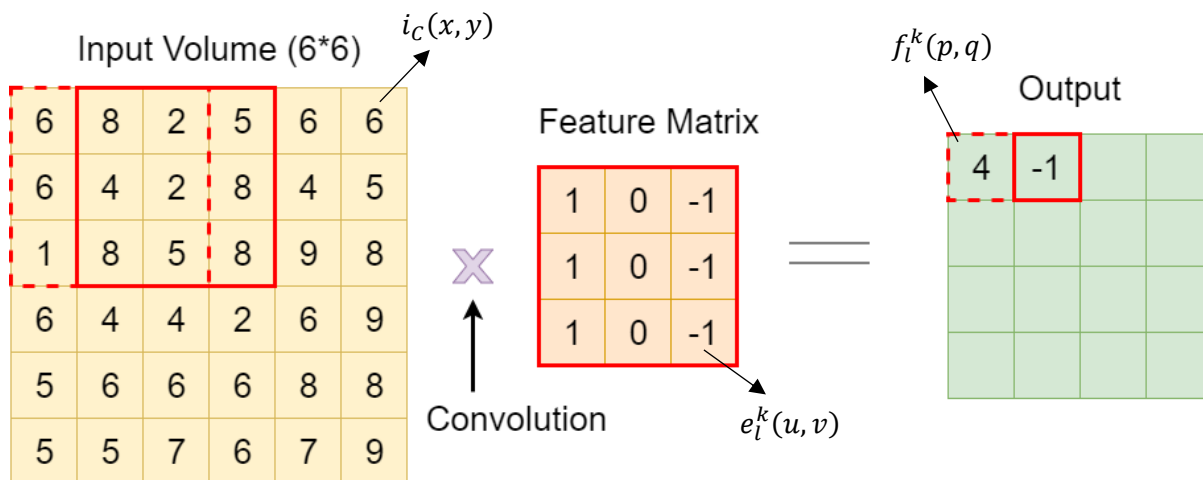 i_C(x, y)
Input Volume (6*6)
f_l^k(p, q)
Output
6 8 2 5 6 6
Feature Matrix
6 4 2 8 4 5
1 8 5 8 9 8
6 4 4 2 6 9
5 6 6 6 8 8
5 5 7 6 7 9
X
1 0 -1
1 0 -1
1 0 -1
4 -1
Convolution
e_l^k(u, v)